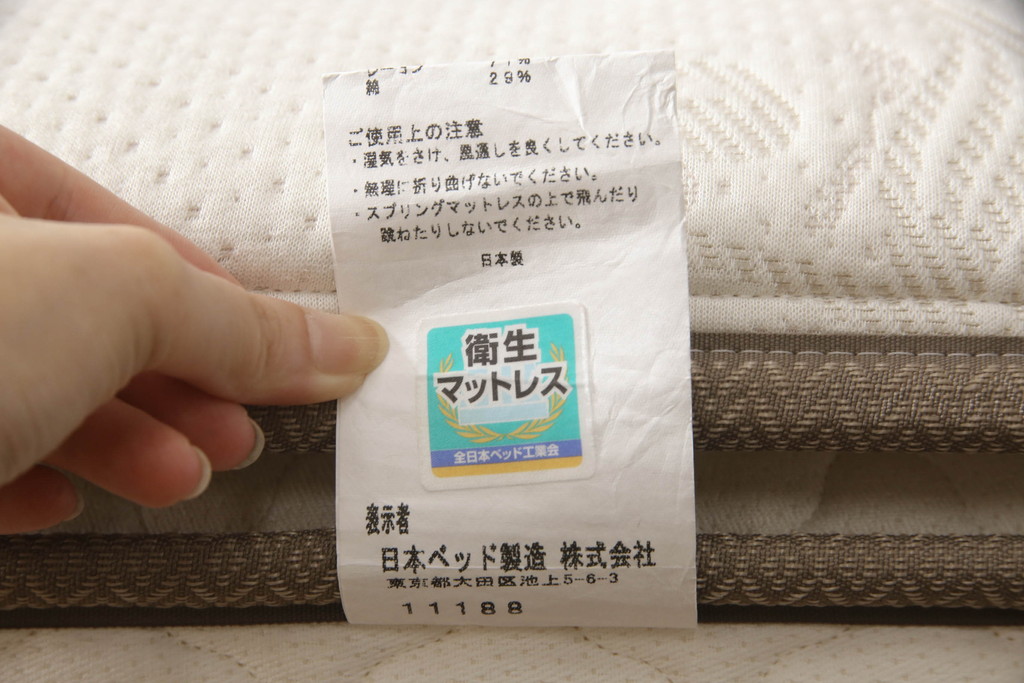 レーヨン 71%
綿 29%
ご使用上の注意
・湿気をさけ、風通しを良くしてください。
・無理に折り曲げないでください。
・スプリングマットレスの上で飛んだり
跳ねたりしないでください。
日本製
衛生
マットレス
全日本ベッド工業会
表示者
日本ベッド製造 株式会社
東京都大田区池上5-6-3
11188